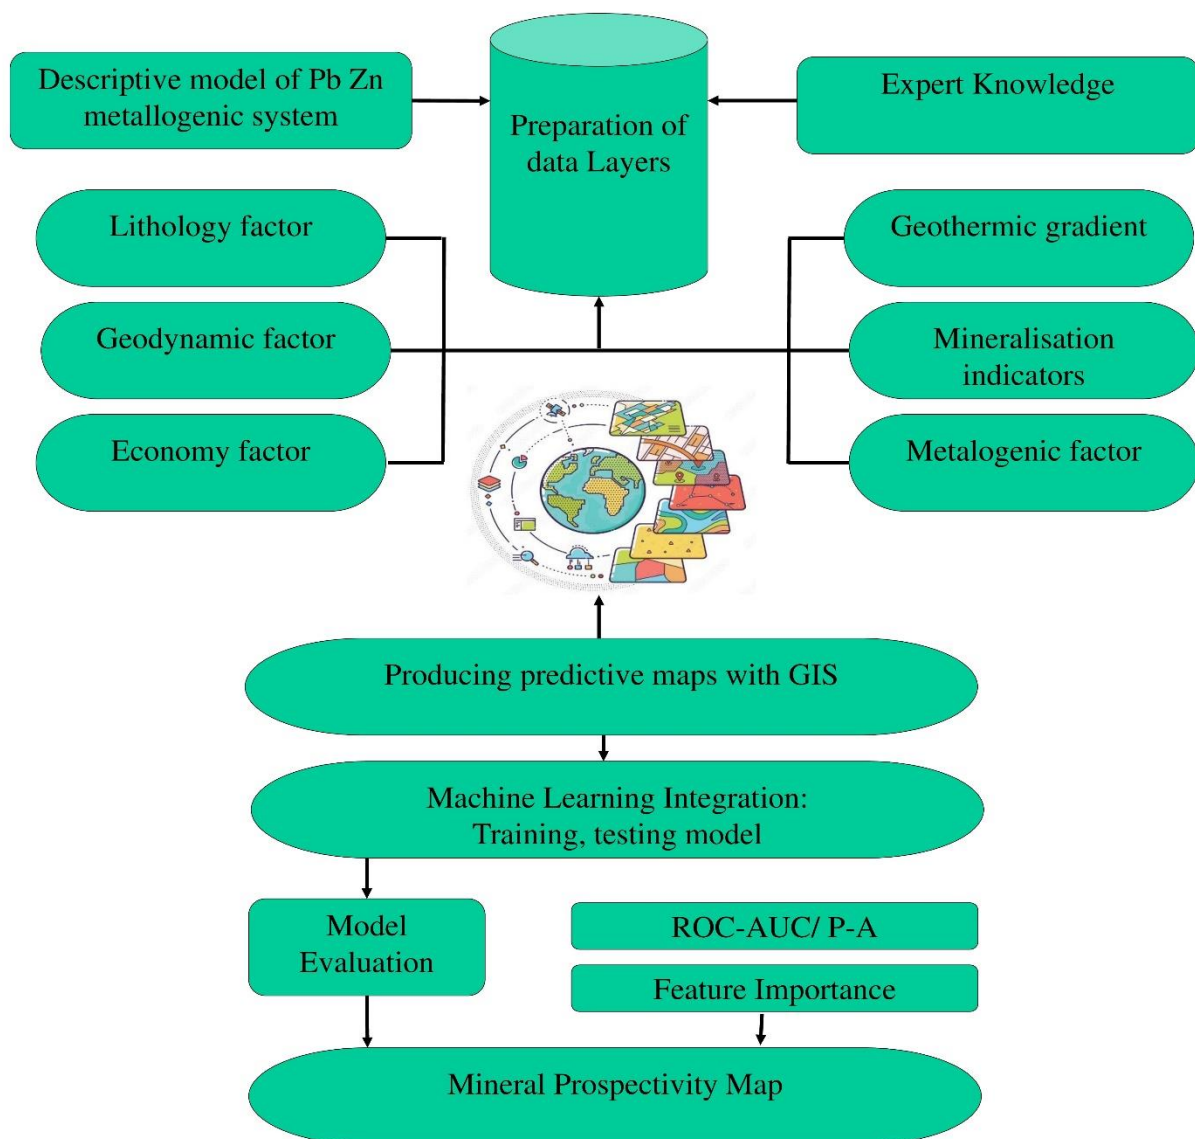 Descriptive model of Pb Zn
metallogenic system
Preparation of
data Layers
Expert Knowledge
Lithology factor
Geothermic gradient
Geodynamic factor
Mineralisation
indicators
Economy factor
Metalogenic factor
Producing predictive maps with GIS
Machine Learning Integration:
Training, testing model
Model
Evaluation
ROC-AUC/ P-A
Feature Importance
Mineral Prospectivity Map